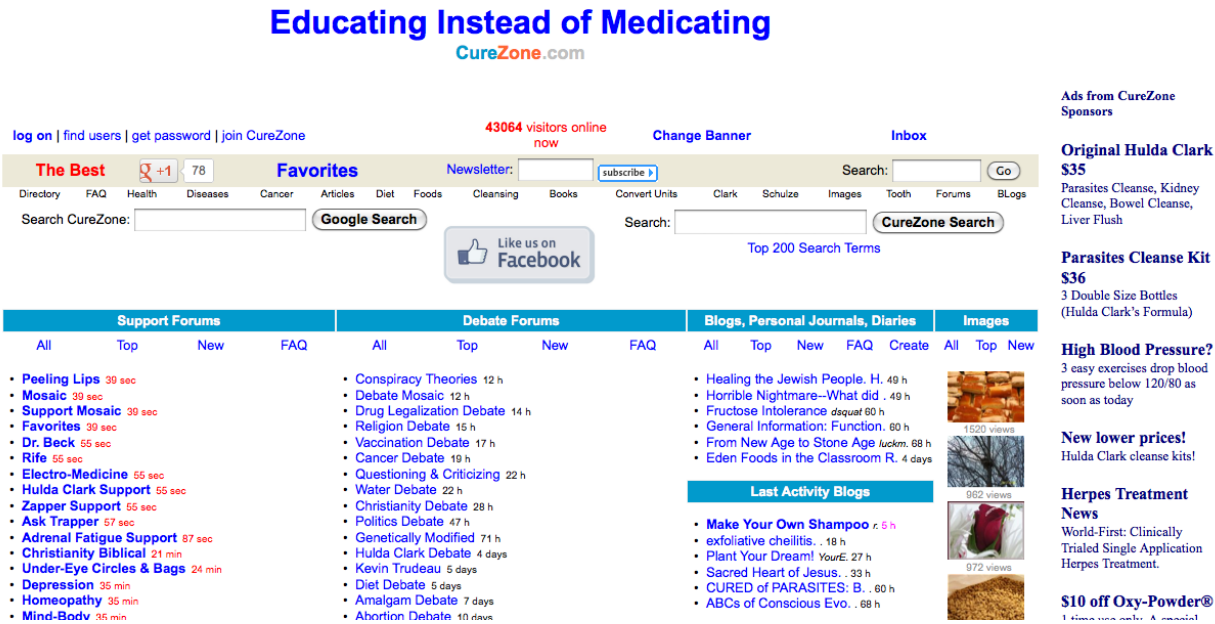 Educating Instead of Medicating
CureZone.com
log on | find users | get password | join CureZone
43064 visitors online
now
Change Banner
Inbox
The Best
+1
78
Favorites
Newsletter:
subscribe
Search:
Go
Directory FAQ Health Diseases Cancer Articles Diet Foods Cleansing Books Convert Units Clark Schulze Images Tooth Forums BLogs
Search CureZone:
Google Search
Like us on
Facebook
Search:
CureZone Search
Top 200 Search Terms
Support Forums
All Top New FAQ
• Peeling Lips 39 sec
• Mosaic 39 sec
• Support Mosaic 39 sec
• Favorites 39 sec
• Dr. Beck 55 sec
• Rife 55 sec
• Electro-Medicine 55 sec
• Hulda Clark Support 55 sec
• Zapper Support 55 sec
• Ask Trapper 57 sec
• Adrenal Fatigue Support 87 sec
• Christianity Biblical 21 min
• Under-Eye Circles & Bags 24 min
• Depression 35 min
• Homeopathy 35 min
• Mind-Body 35 min
Debate Forums
All Top New FAQ
• Conspiracy Theories 12 h
• Debate Mosaic 12 h
• Drug Legalization Debate 14 h
• Religion Debate 15 h
• Vaccination Debate 17 h
• Cancer Debate 19 h
• Questioning & Criticizing 22 h
• Water Debate 22 h
• Christianity Debate 28 h
• Politics Debate 47 h
• Genetically Modified 71 h
• Hulda Clark Debate 4 days
• Kevin Trudeau 5 days
• Diet Debate 5 days
• Amalgam Debate 7 days
• Abortion Debate 10 days
Blogs, Personal Journals, Diaries
All Top New FAQ Create
• Healing the Jewish People. H. 49 h
• Horrible Nightmare--What did . 49 h
• Fructose Intolerance dsquat 60 h
• General Information: Function. 60 h
• From New Age to Stone Age luckm. 68 h
• Eden Foods in the Classroom R. 4 days
Last Activity Blogs
• Make Your Own Shampoo r. 5 h
• exfoliative cheilitis. . 18 h
• Plant Your Dream! YourE. 27 h
• Sacred Heart of Jesus. . 33 h
• CURED of PARASITES: B. . 60 h
• ABCs of Conscious Evo. . 68 h
Images
All Top New
1520 views
962 views
972 views
Ads from CureZone
Sponsors
Original Hulda Clark
$35
Parasites Cleanse, Kidney
Cleanse, Bowel Cleanse,
Liver Flush
Parasites Cleanse Kit
$36
3 Double Size Bottles
(Hulda Clark's Formula)
High Blood Pressure?
3 easy exercises drop blood
pressure below 120/80 as
soon as today
New lower prices!
Hulda Clark cleanse kits!
Herpes Treatment
News
World-First: Clinically
Trialed Single Application
Herpes Treatment.
$10 off Oxy-Powder®
1 time use only. A special